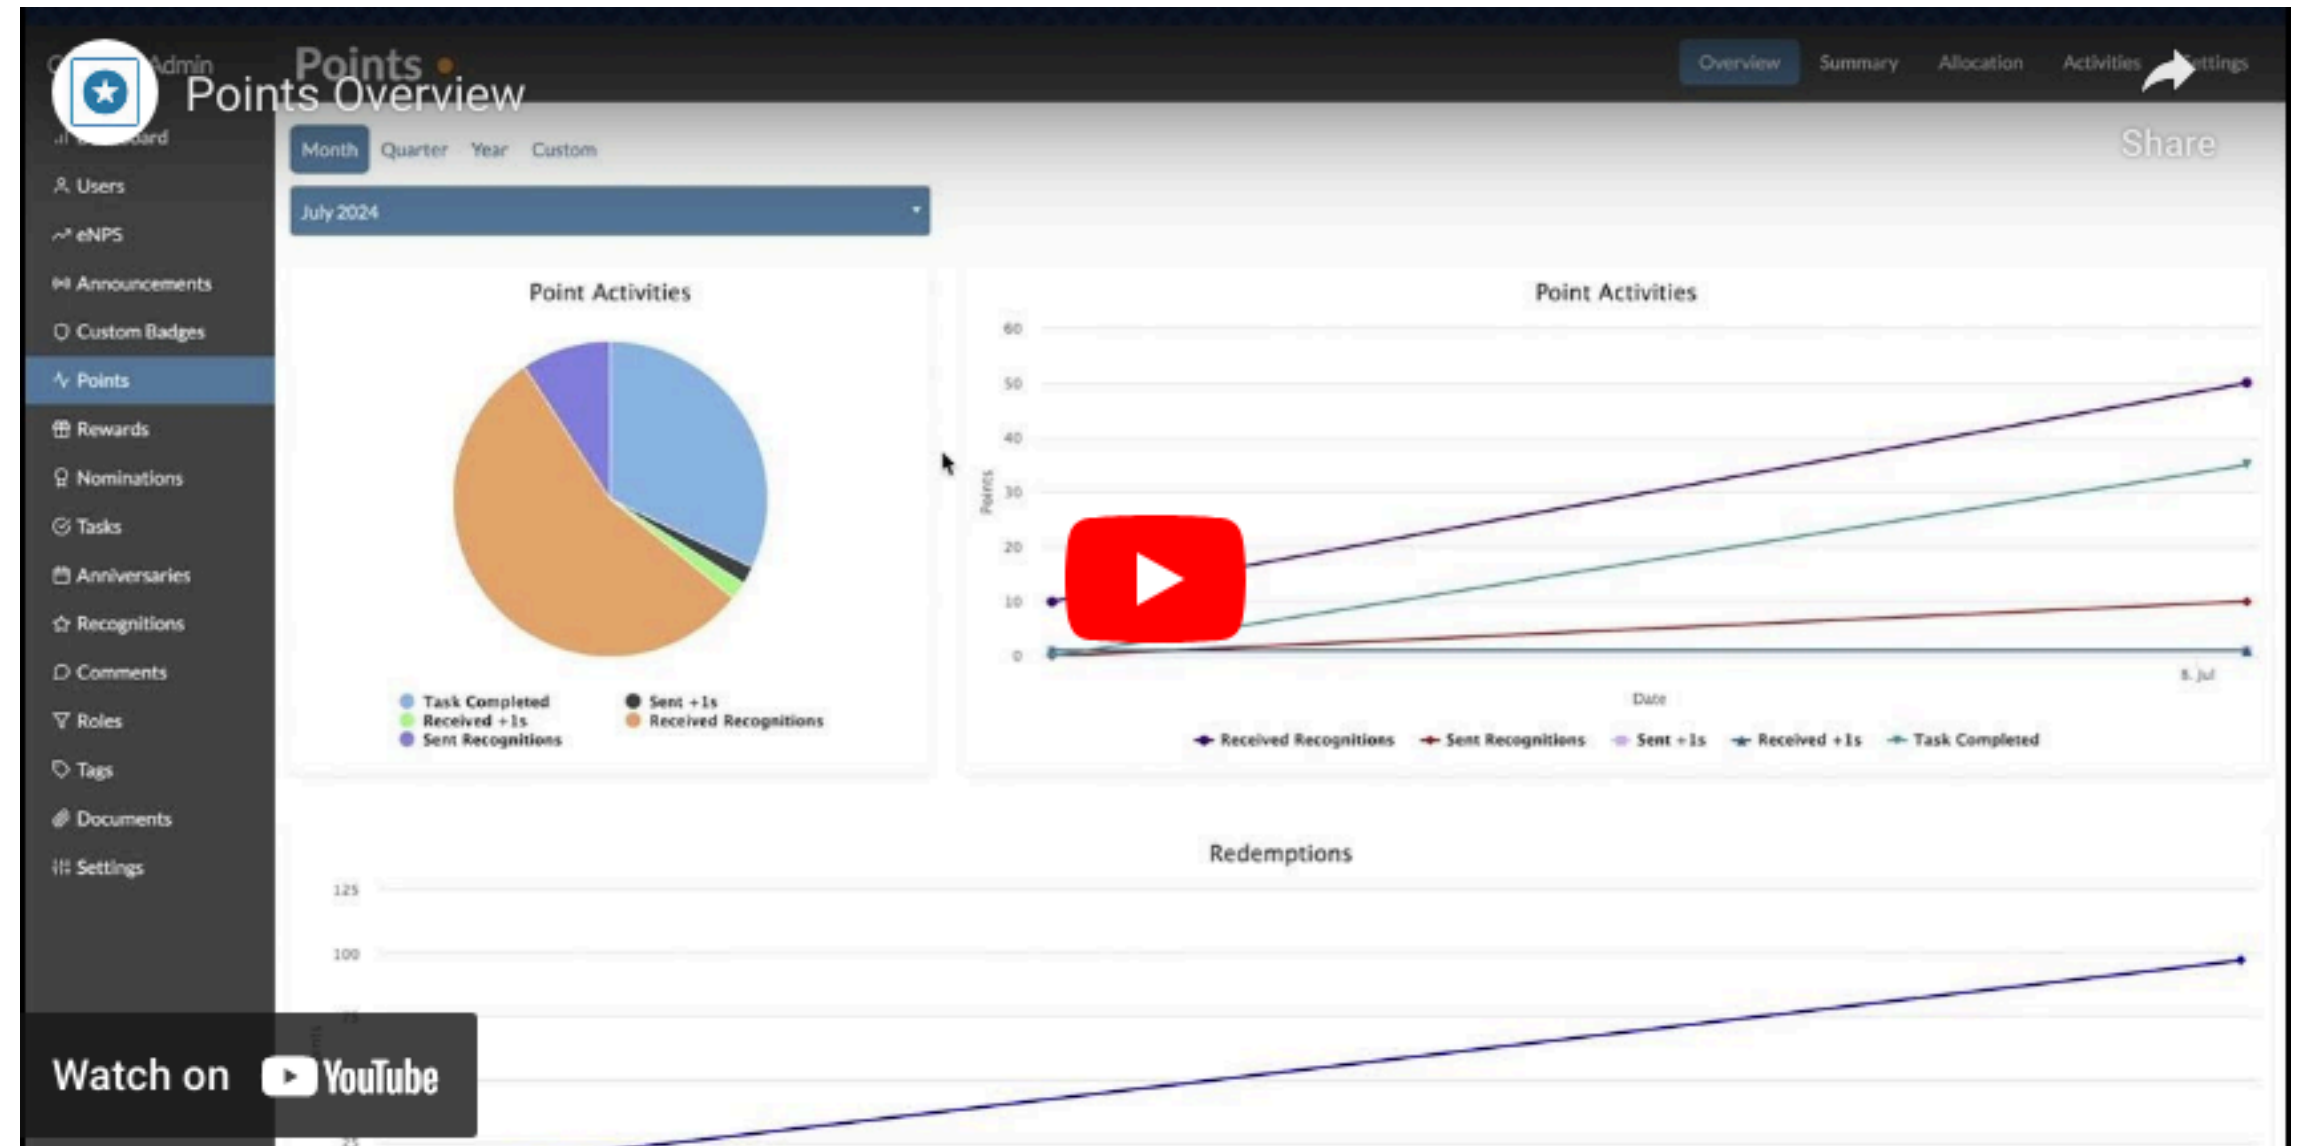 Admin
Points
Overview Summary Allocation Activities ettings
Points Overview
Share
Month Quarter Year Custom
July 2024
Users
eNPS
Announcements
Custom Badges
Points
Rewards
Nominations
Tasks
Anniversaries
Recognitions
Comments
Roles
Tags
Documents
Settings
Point Activities
Task Completed
Sent +1s
Received +1s
Received Recognitions
Sent Recognitions
Point Activities
60
50
40
30
20
10
0
Points
8. Jul
Date
Received Recognitions Sent Recognitions Sent +1s Received +1s Task Completed
Redemptions
125
100
75
25
Watch on YouTube